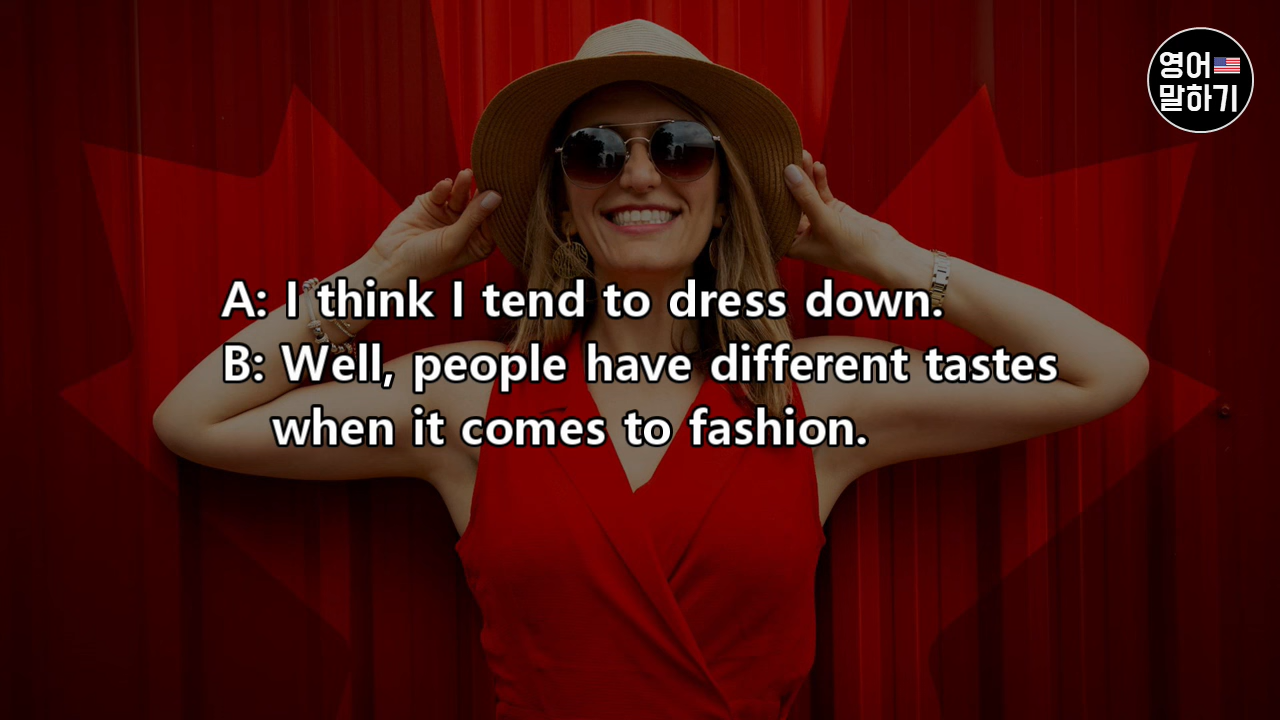 영어
말하기
A: I think I tend to dress down.
B: Well, people have different tastes
when it comes to fashion.